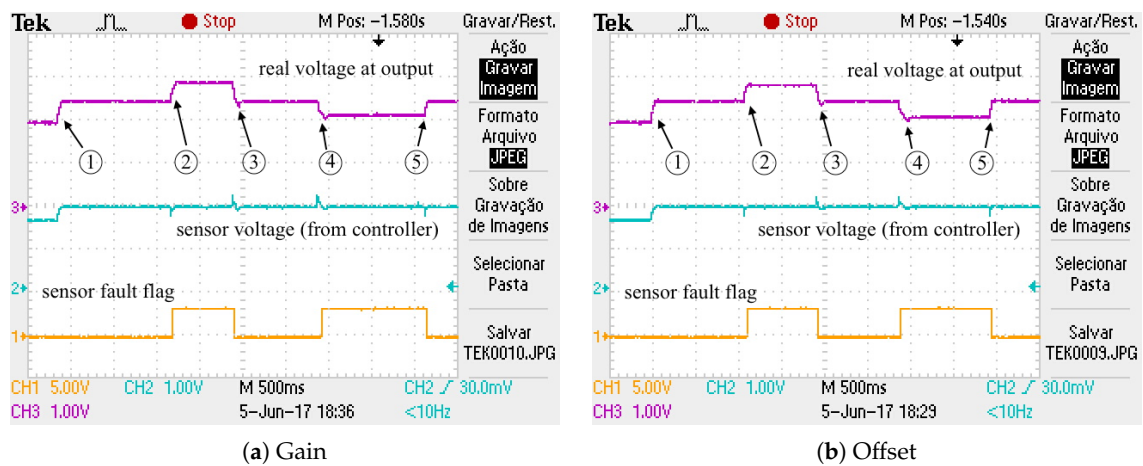 Tek Stop M Pos: -1.580s Gravar/Rest.
Ação
Gravar
Imagem
Formato
Arquivo
JPEG
Sobre
Gravação
de Imagens
Selecionar
Pasta
Salvar
TEK0010.JPG
real voltage at output
① ② ③ ④ ⑤
3
sensor voltage (from controller)
2
sensor fault flag
1
CH1 5.00V CH2 1.00V M 500ms CH2 30.0mV
CH3 1.00V 5-Jun-17 18:36 <10Hz
(a) Gain
Tek Stop M Pos: -1.540s Gravar/Rest.
Ação
Gravar
Imagem
Formato
Arquivo
JPEG
Sobre
Gravação
de Imagens
Selecionar
Pasta
Salvar
TEK0009.JPG
real voltage at output
① ② ③ ④ ⑤
3
sensor voltage (from controller)
2
sensor fault flag
1
CH1 5.00V CH2 1.00V M 500ms CH2 30.0mV
CH3 1.00V 5-Jun-17 18:29 <10Hz
(b) Offset